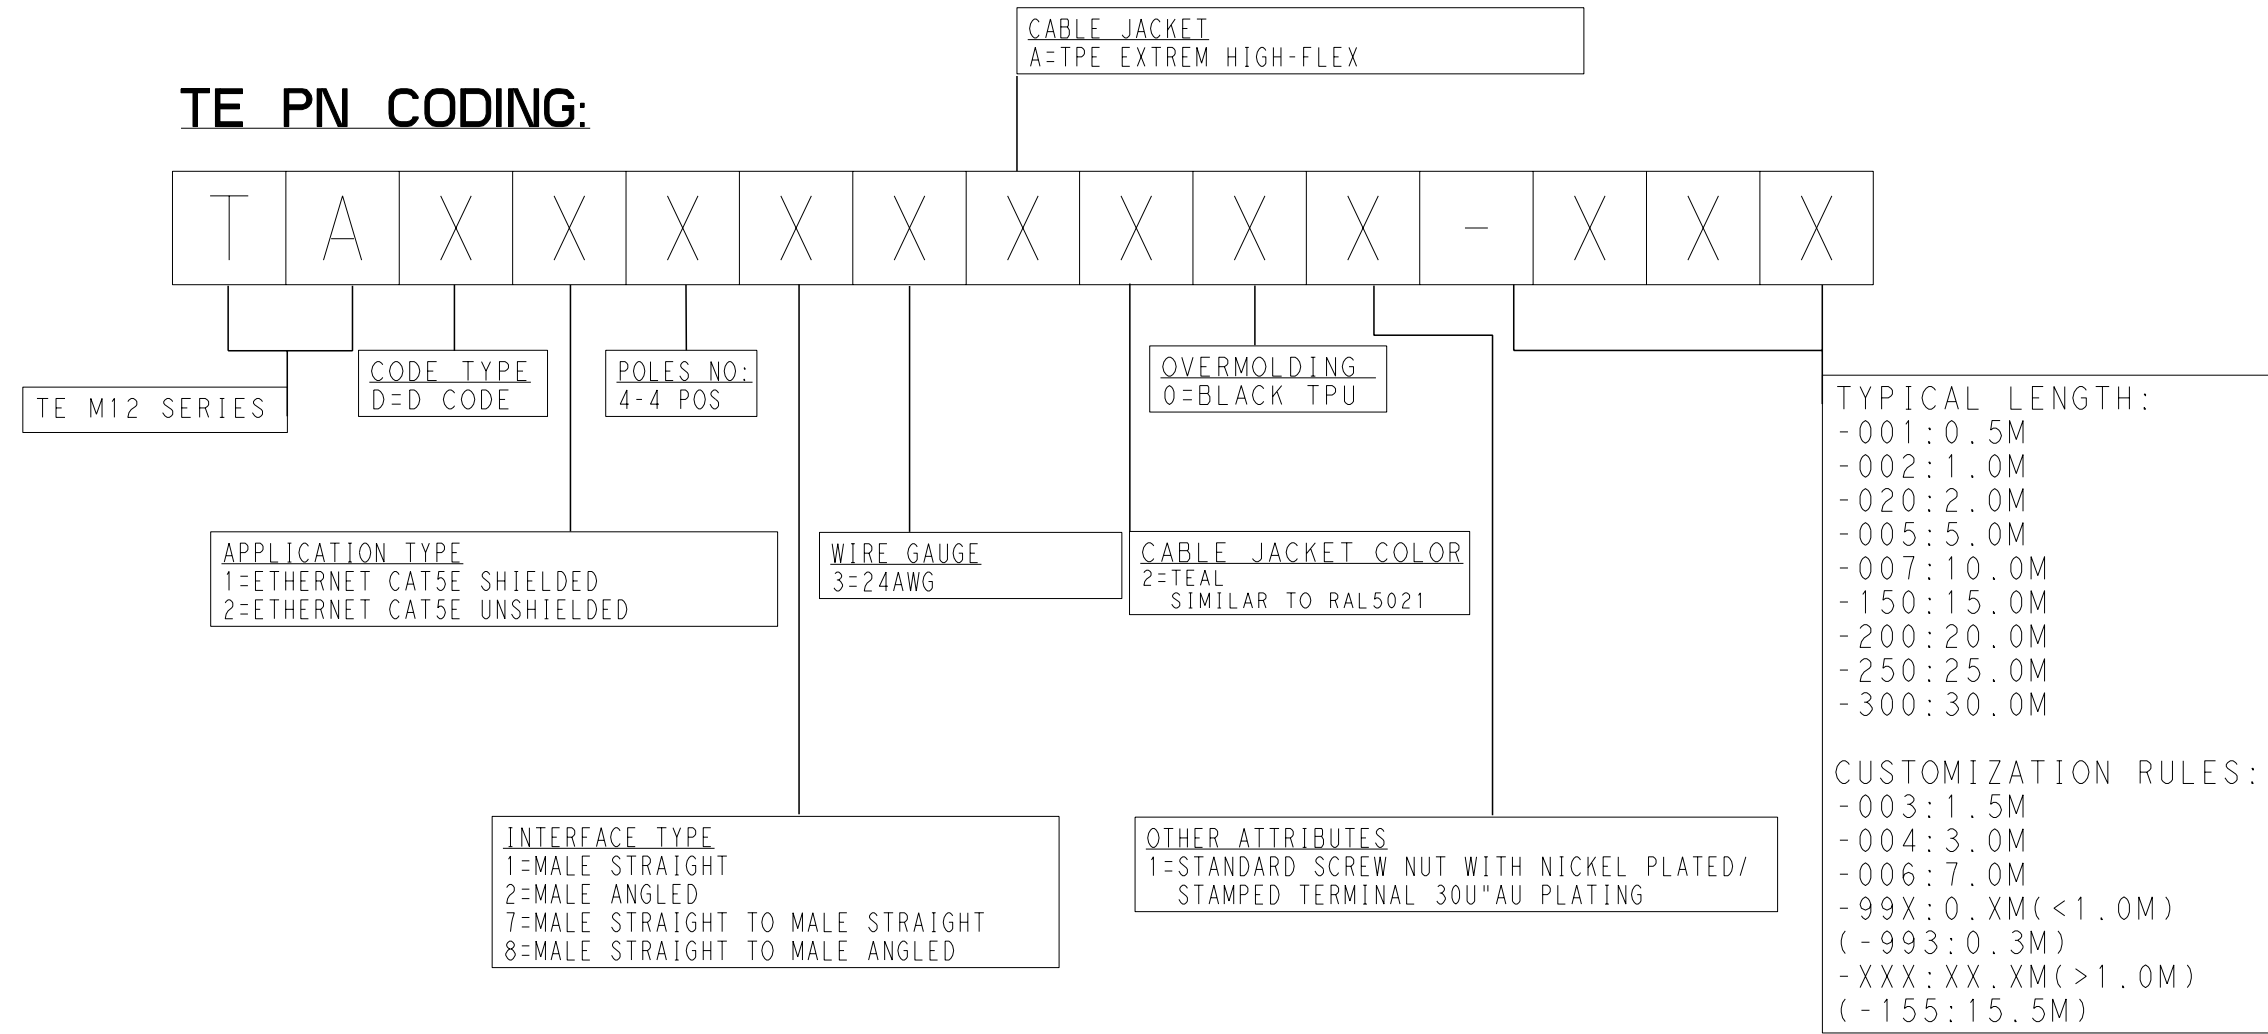 CABLE JACKET
A=TPE EXTREM HIGH-FLEX
TE PN CODING:
T A X X X X X X X X X - X X X
CODE TYPE
D=D CODE
POLES NO:
4-4 POS
OVERMOLDING
0=BLACK TPU
TE M12 SERIES
TYPICAL LENGTH:
-001:0.5M
-002:1.0M
-020:2.0M
-005:5.0M
-007:10.0M
-150:15.0M
-200:20.0M
-250:25.0M
-300:30.0M
CUSTOMIZATION RULES:
-003:1.5M
-004:3.0M
-006:7.0M
-99X:0.XM(<1.0M)
(-993:0.3M)
-XXX:XX.XM(>1.0M)
(-155:15.5M)
APPLICATION TYPE
1=ETHERNET CAT5E SHIELDED
2=ETHERNET CAT5E UNSHIELDED
WIRE GAUGE
3=24AWG
CABLE JACKET COLOR
2=TEAL
SIMILAR TO RAL5021
INTERFACE TYPE
1=MALE STRAIGHT
2=MALE ANGLED
7=MALE STRAIGHT TO MALE STRAIGHT
8=MALE STRAIGHT TO MALE ANGLED
OTHER ATTRIBUTES
1=STANDARD SCREW NUT WITH NICKEL PLATED/
STAMPED TERMINAL 30U"AU PLATING